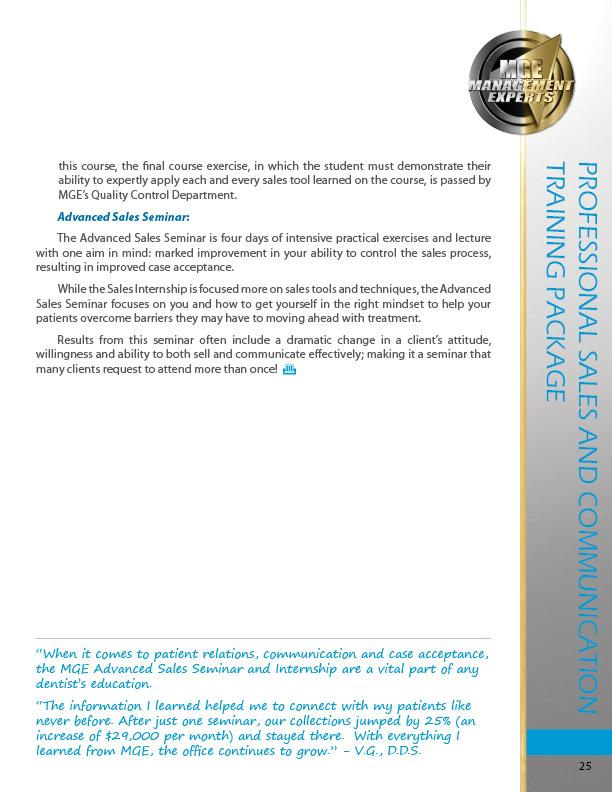 MGE
MANAGEMENT
EXPERTS
this course, the final course exercise, in which the student must demonstrate their
ability to expertly apply each and every sales tool learned on the course, is passed by
MGE's Quality Control Department.
Advanced Sales Seminar:
The Advanced Sales Seminar is four days of intensive practical exercises and lecture
with one aim in mind: marked improvement in your ability to control the sales process,
resulting in improved case acceptance.
While the Sales Internship is focused more on sales tools and techniques, the Advanced
Sales Seminar focuses on you and how to get yourself in the right mindset to help your
patients overcome barriers they may have to moving ahead with treatment.
Results from this seminar often include a dramatic change in a client's attitude,
willingness and ability to both sell and communicate effectively; making it a seminar that
many clients request to attend more than once!
"When it comes to patient relations, communication and case acceptance,
the MGE Advanced Sales Seminar and Internship are a vital part of any
dentist's education.
"The information I learned helped me to connect with my patients like
never before. After just one seminar, our collections jumped by 25% (an
increase of $29,000 per month) and stayed there.  With everything I
learned from MGE, the office continues to grow." – V.G., D.D.S.
PROFESSIONAL SALES AND COMMUNICATION
TRAINING PACKAGE
25